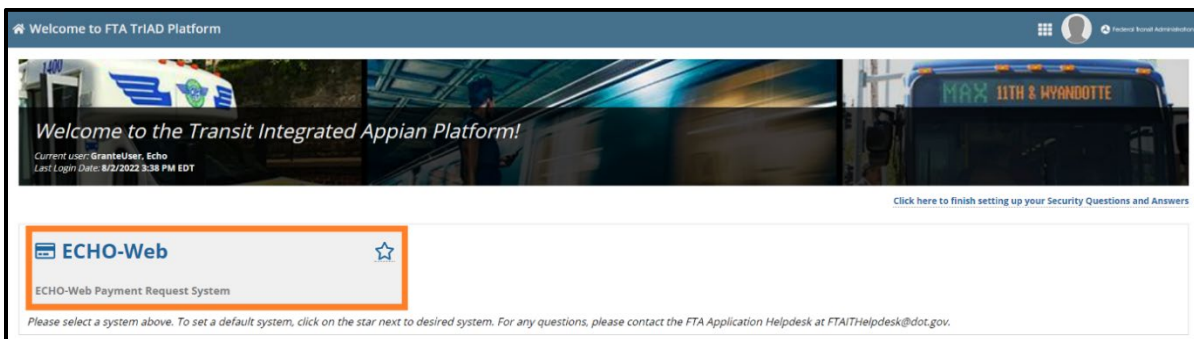 Welcome to FTA TrIAD Platform
Federal Transit Administration
1400
MAX 11TH & WYANDOTTE
Welcome to the Transit Integrated Appian Platform!
Current user: GranteUser, Echo
Last Login Date: 8/2/2022 3:38 PM EDT
Click here to finish setting up your Security Questions and Answers
ECHO-Web
ECHO-Web Payment Request System
Please select a system above. To set a default system, click on the star next to desired system. For any questions, please contact the FTA Application Helpdesk at FTAITHelpdesk@dot.gov.